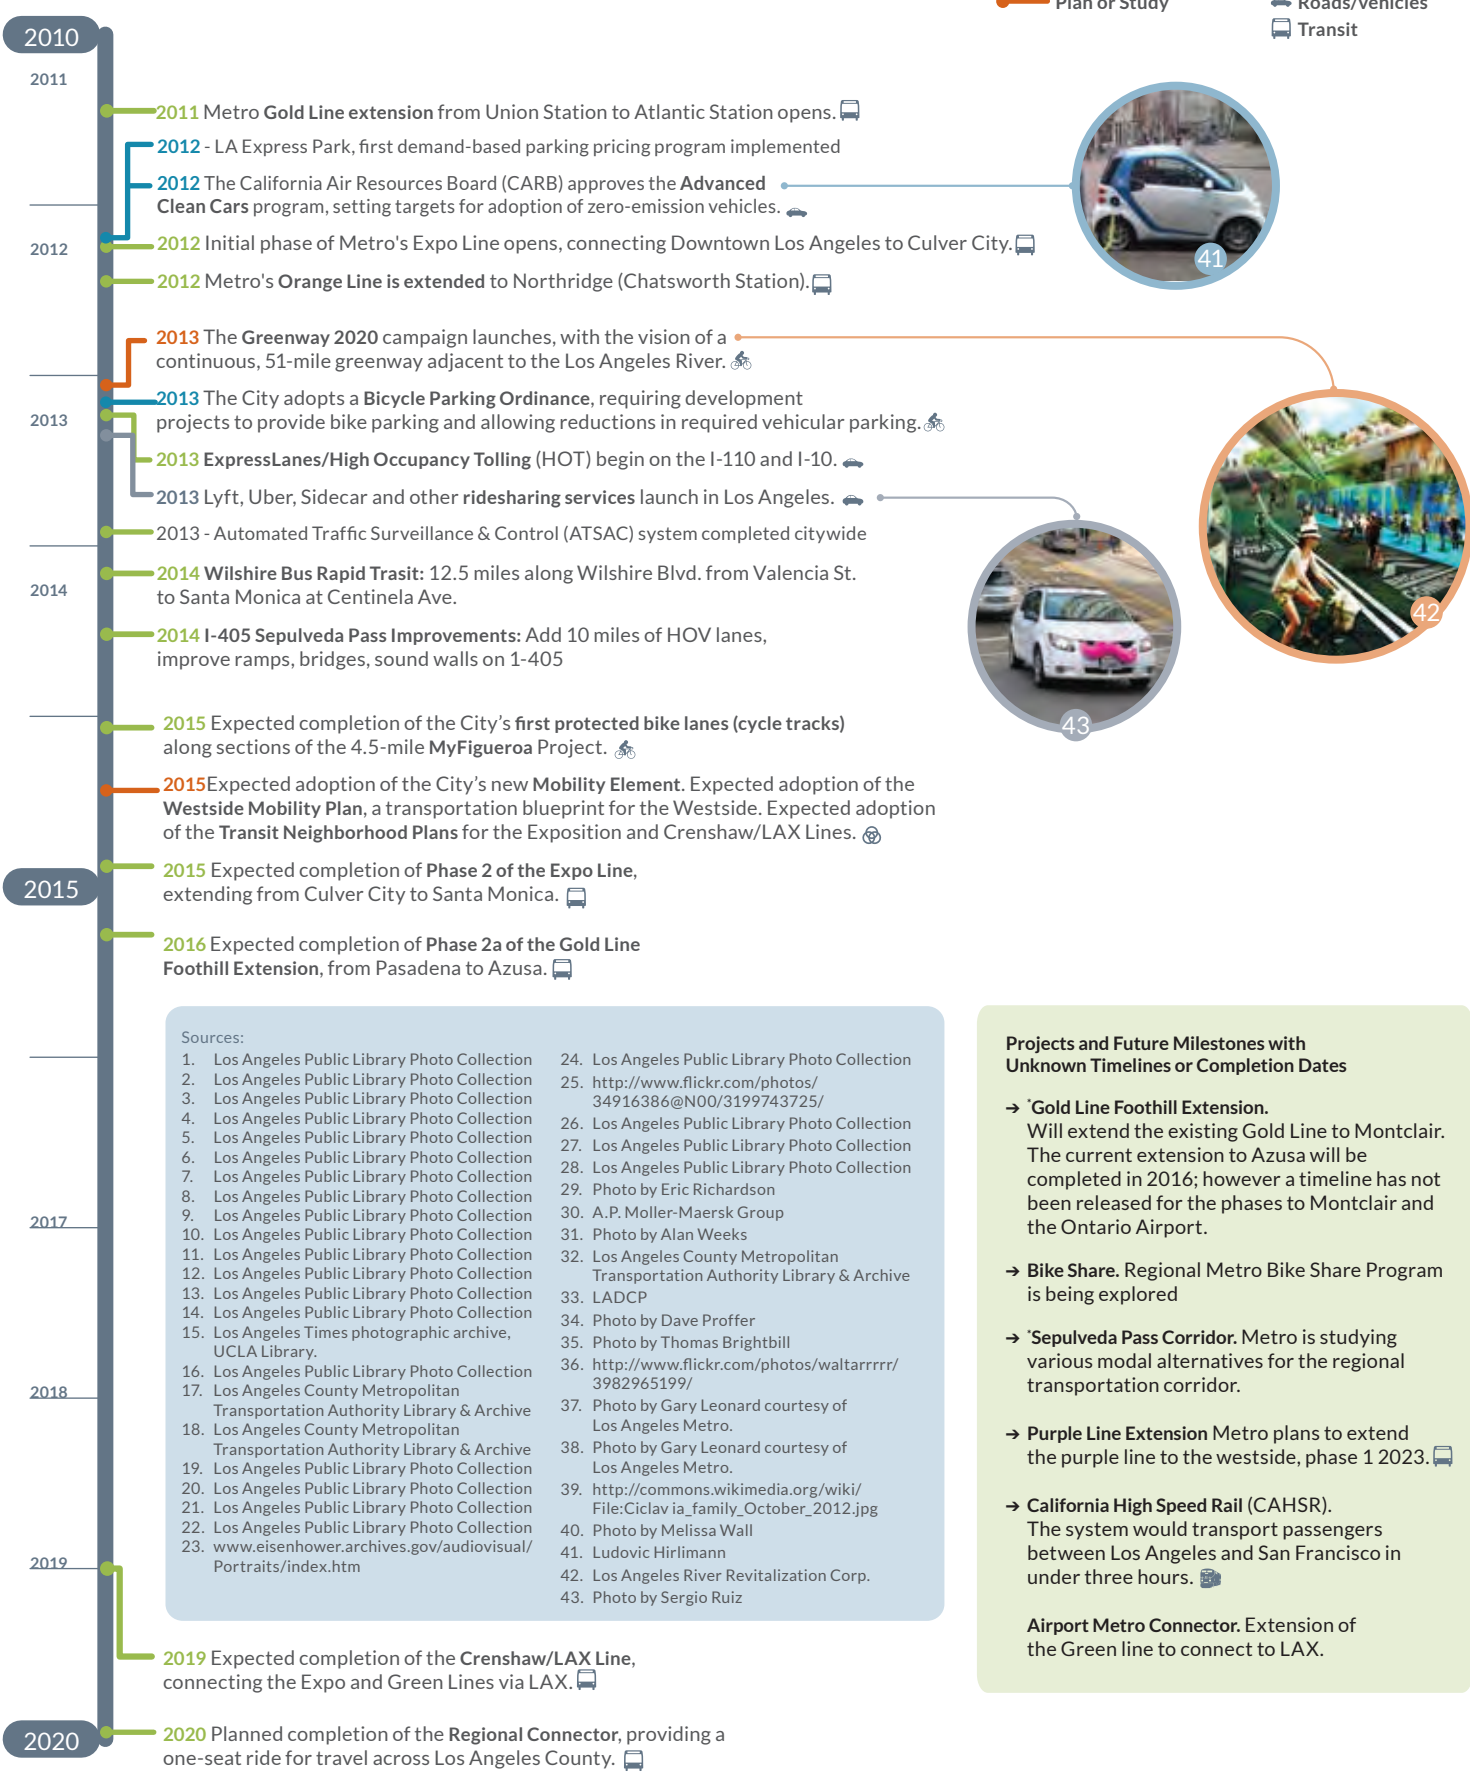 Plan or Study
Roads/Vehicles
Transit
2010
2011
2011 Metro Gold Line extension from Union Station to Atlantic Station opens.
2012 - LA Express Park, first demand-based parking pricing program implemented
2012 The California Air Resources Board (CARB) approves the Advanced
Clean Cars program, setting targets for adoption of zero-emission vehicles.
41
2012
2012 Initial phase of Metro's Expo Line opens, connecting Downtown Los Angeles to Culver City.
2012 Metro's Orange Line is extended to Northridge (Chatsworth Station).
2013 The Greenway 2020 campaign launches, with the vision of a
continuous, 51-mile greenway adjacent to the Los Angeles River.
42
2013
2013 The City adopts a Bicycle Parking Ordinance, requiring development
projects to provide bike parking and allowing reductions in required vehicular parking.
2013 ExpressLanes/High Occupancy Tolling (HOT) begin on the I-110 and I-10.
2013 Lyft, Uber, Sidecar and other ridesharing services launch in Los Angeles.
43
2013 - Automated Traffic Surveillance & Control (ATSAC) system completed citywide
2014
2014 Wilshire Bus Rapid Trasit: 12.5 miles along Wilshire Blvd. from Valencia St.
to Santa Monica at Centinela Ave.
2014 I-405 Sepulveda Pass Improvements: Add 10 miles of HOV lanes,
improve ramps, bridges, sound walls on 1-405
2015 Expected completion of the City's first protected bike lanes (cycle tracks)
along sections of the 4.5-mile MyFigueroa Project.
2015Expected adoption of the City's new Mobility Element. Expected adoption of the
Westside Mobility Plan, a transportation blueprint for the Westside. Expected adoption
of the Transit Neighborhood Plans for the Exposition and Crenshaw/LAX Lines.
2015
2015 Expected completion of Phase 2 of the Expo Line,
extending from Culver City to Santa Monica.
2016 Expected completion of Phase 2a of the Gold Line
Foothill Extension, from Pasadena to Azusa.
Sources:
1. Los Angeles Public Library Photo Collection
2. Los Angeles Public Library Photo Collection
3. Los Angeles Public Library Photo Collection
4. Los Angeles Public Library Photo Collection
5. Los Angeles Public Library Photo Collection
6. Los Angeles Public Library Photo Collection
7. Los Angeles Public Library Photo Collection
8. Los Angeles Public Library Photo Collection
9. Los Angeles Public Library Photo Collection
10. Los Angeles Public Library Photo Collection
11. Los Angeles Public Library Photo Collection
12. Los Angeles Public Library Photo Collection
13. Los Angeles Public Library Photo Collection
14. Los Angeles Public Library Photo Collection
15. Los Angeles Times photographic archive,
UCLA Library.
16. Los Angeles Public Library Photo Collection
17. Los Angeles County Metropolitan
Transportation Authority Library & Archive
18. Los Angeles County Metropolitan
Transportation Authority Library & Archive
19. Los Angeles Public Library Photo Collection
20. Los Angeles Public Library Photo Collection
21. Los Angeles Public Library Photo Collection
22. Los Angeles Public Library Photo Collection
23. www.eisenhower.archives.gov/audiovisual/
Portraits/index.htm
24. Los Angeles Public Library Photo Collection
25. http://www.flickr.com/photos/
34916386@N00/3199743725/
26. Los Angeles Public Library Photo Collection
27. Los Angeles Public Library Photo Collection
28. Los Angeles Public Library Photo Collection
29. Photo by Eric Richardson
30. A.P. Moller-Maersk Group
31. Photo by Alan Weeks
32. Los Angeles County Metropolitan
Transportation Authority Library & Archive
33. LADCP
34. Photo by Dave Proffer
35. Photo by Thomas Brightbill
36. http://www.flickr.com/photos/waltarrrrr/
3982965199/
37. Photo by Gary Leonard courtesy of
Los Angeles Metro.
38. Photo by Gary Leonard courtesy of
Los Angeles Metro.
39. http://commons.wikimedia.org/wiki/
File:Ciclav ia_family_October_2012.jpg
40. Photo by Melissa Wall
41. Ludovic Hirlimann
42. Los Angeles River Revitalization Corp.
43. Photo by Sergio Ruiz
Projects and Future Milestones with
Unknown Timelines or Completion Dates
→ *Gold Line Foothill Extension.
Will extend the existing Gold Line to Montclair.
The current extension to Azusa will be
completed in 2016; however a timeline has not
been released for the phases to Montclair and
the Ontario Airport.
→ Bike Share. Regional Metro Bike Share Program
is being explored
→ *Sepulveda Pass Corridor. Metro is studying
various modal alternatives for the regional
transportation corridor.
→ Purple Line Extension Metro plans to extend
the purple line to the westside, phase 1 2023.
→ California High Speed Rail (CAHSR).
The system would transport passengers
between Los Angeles and San Francisco in
under three hours.
Airport Metro Connector. Extension of
the Green line to connect to LAX.
2017
2018
2019
2019 Expected completion of the Crenshaw/LAX Line,
connecting the Expo and Green Lines via LAX.
2020
2020 Planned completion of the Regional Connector, providing a
one-seat ride for travel across Los Angeles County.